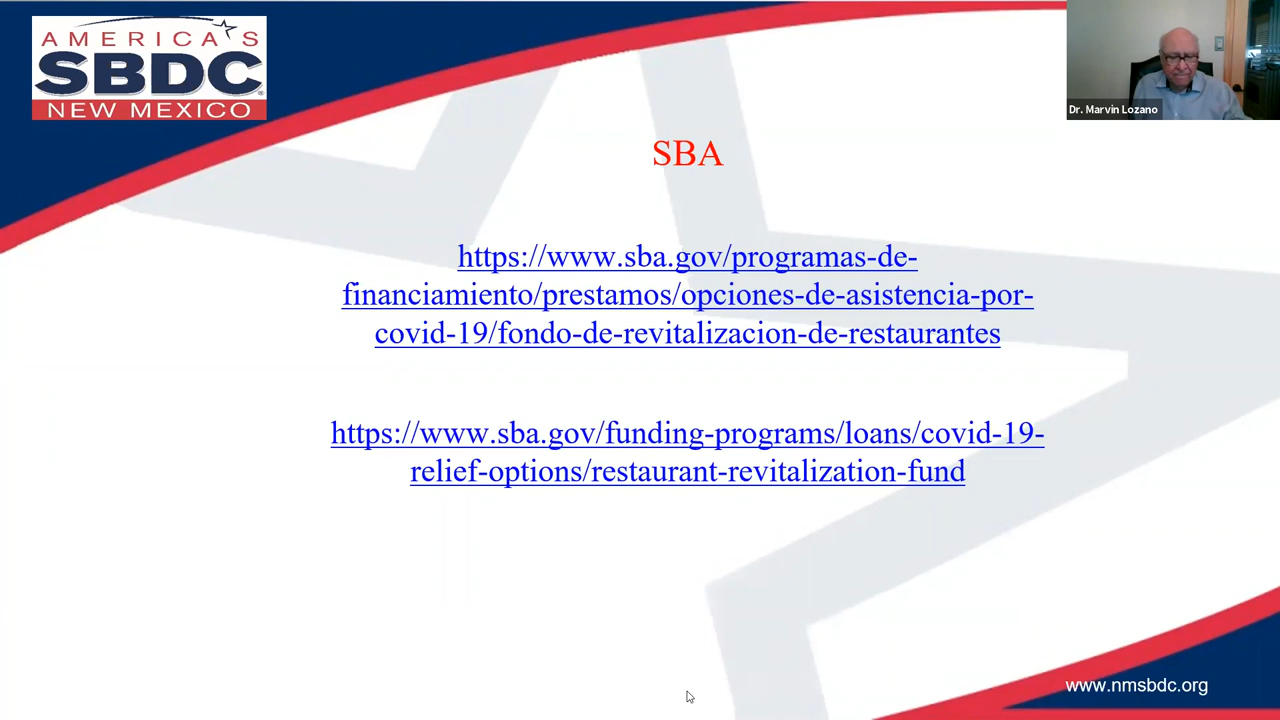 AMERICA'S
SBDC
NEW MEXICO
Dr. Marvin Lozano
SBA
https://www.sba.gov/programas-de-
financiamiento/prestamos/opciones-de-asistencia-por-
covid-19/fondo-de-revitalizacion-de-restaurantes
https://www.sba.gov/funding-programs/loans/covid-19-
relief-options/restaurant-revitalization-fund
www.nmsbdc.org